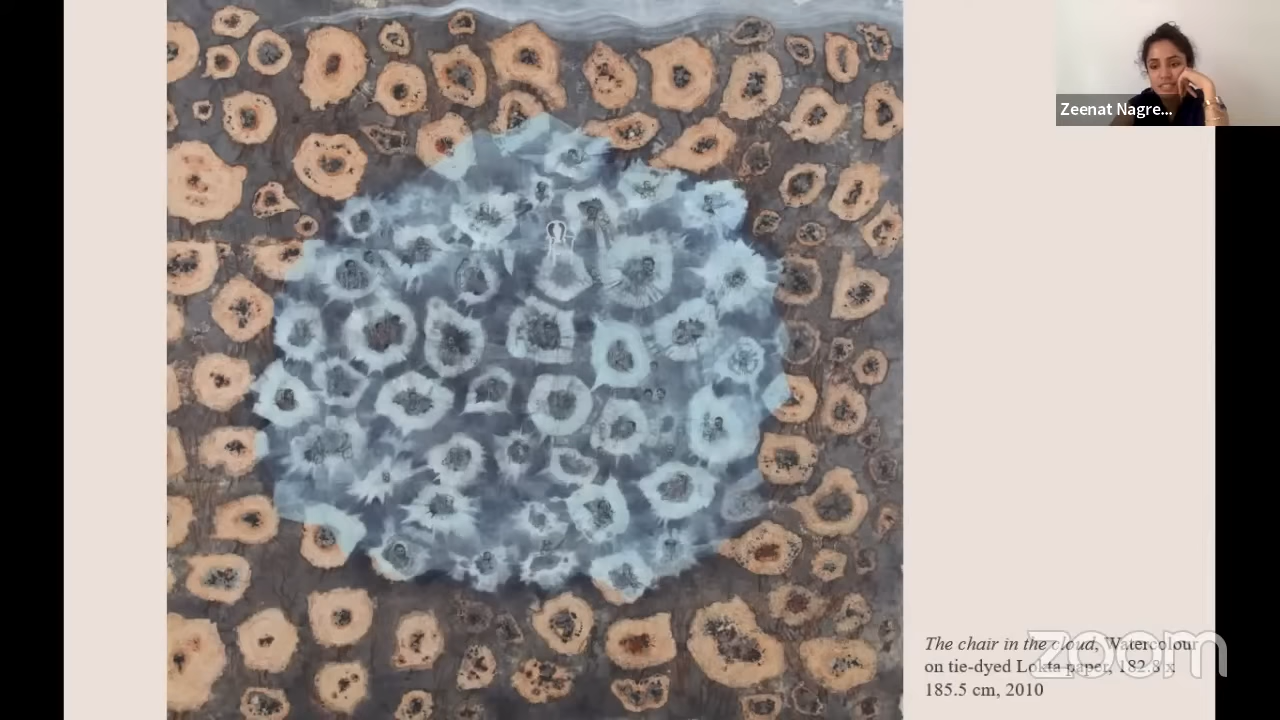 Zeenat Nagre...
The chair in the cloud, Watercolour
on tie-dyed Lokta paper, 182.8 x
185.5 cm, 2010
zoom